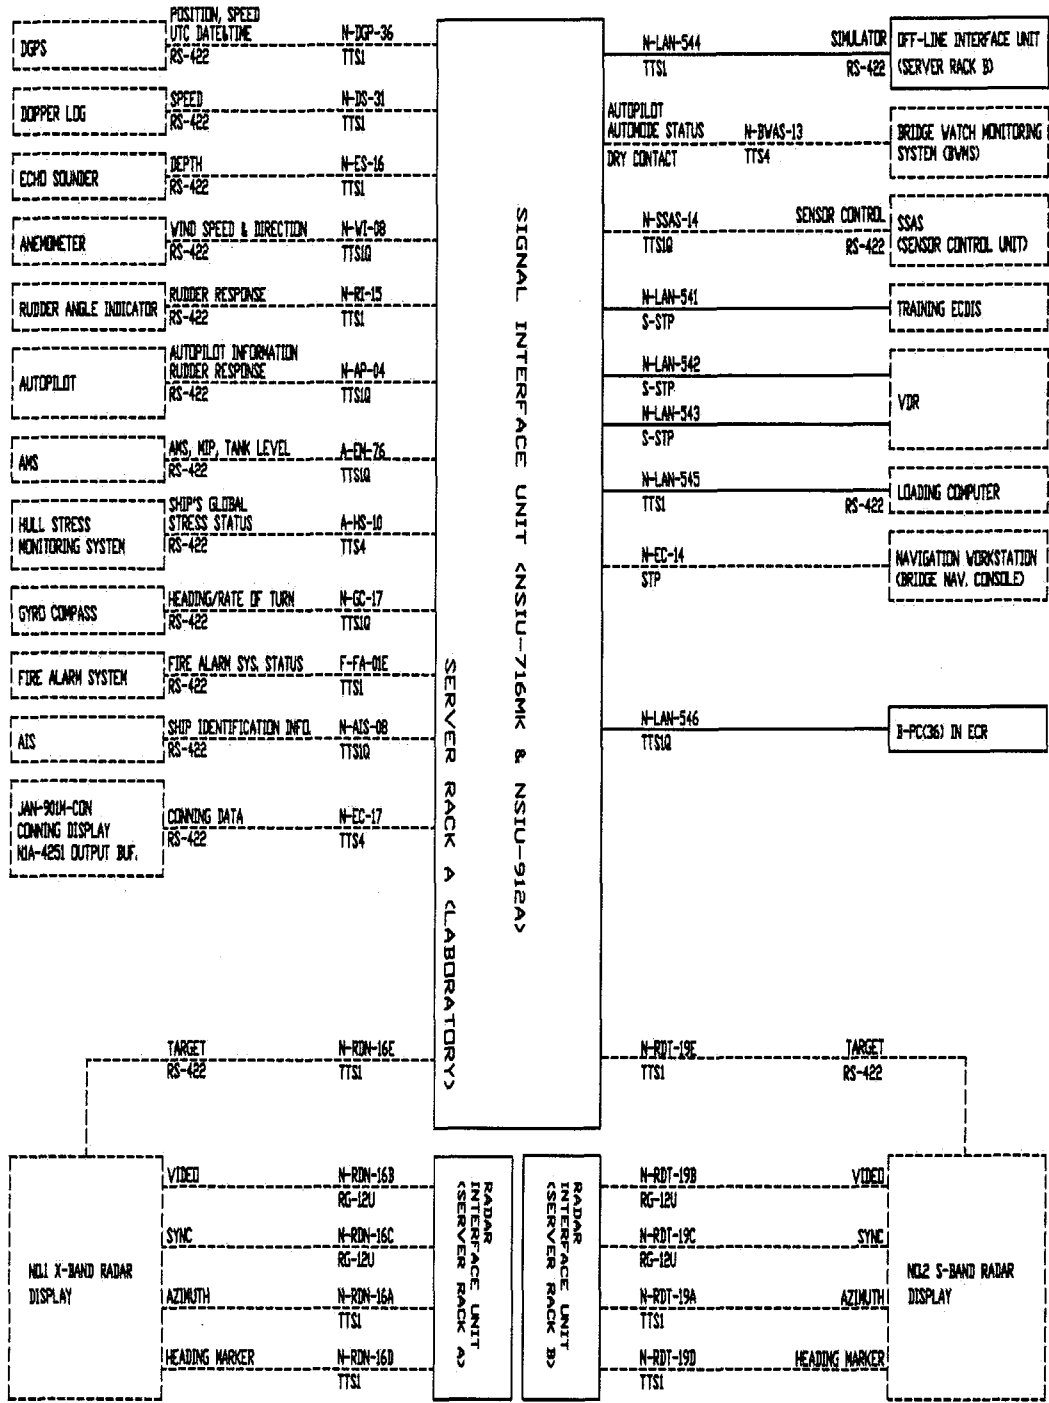 DGPS
POSITION, SPEED
UTC DATE&TIME
RS-422
N-DGP-36
TTS1
DOPPER LOG
SPEED
RS-422
N-DS-31
TTS1
ECHO SOUNDER
DEPTH
RS-422
N-ES-16
TTS1
ANEMOMETER
WIND SPEED & DIRECTION
RS-422
N-WI-08
TTS1Q
RUDDER ANGLE INDICATOR
RUDDER RESPONSE
RS-422
N-RI-15
TTS1
AUTOPILOT
AUTOPILOT INFORMATION
RUDDER RESPONSE
RS-422
N-AP-04
TTS1Q
AMS
AMS, MIP, TANK LEVEL
RS-422
A-EM-76
TTS1Q
HULL STRESS
MONITORING SYSTEM
SHIP'S GLOBAL
STRESS STATUS
RS-422
A-HS-10
TTS4
GYRO COMPASS
HEADING/RATE OF TURN
RS-422
N-GC-17
TTS1Q
FIRE ALARM SYSTEM
FIRE ALARM SYS. STATUS
RS-422
F-FA-01E
TTS1
AIS
SHIP IDENTIFICATION INFO.
RS-422
N-AIS-08
TTS1Q
JAN-901M-CON
CONNING DISPLAY
N1A-4251 OUTPUT BUF.
CONNING DATA
RS-422
N-EC-17
TTS4
TARGET
RS-422
N-RDN-16E
TTS1
SIGNAL INTERFACE UNIT <NSIU-716MK & NSIU-912A>
SERVER RACK A <LABORATORY>
N-LAN-544
TTS1
SIMULATOR
RS-422
OFF-LINE INTERFACE UNIT
(SERVER RACK B)
AUTOPILOT
AUTOMODE STATUS
DRY CONTACT
N-BWAS-13
TTS4
BRIDGE WATCH MONITORING
SYSTEM (BWMS)
N-SSAS-14
TTS1Q
SENSOR CONTROL
RS-422
SSAS
(SENSOR CONTROL UNIT)
N-LAN-541
S-STP
TRAINING ECDIS
N-LAN-542
S-STP
N-LAN-543
S-STP
VDR
N-LAN-545
TTS1
RS-422
LOADING COMPUTER
N-EC-14
STP
NAVIGATION WORKSTATION
(BRIDGE NAV. CONSOLE)
N-LAN-546
TTS1Q
B-PC(36) IN ECR
N-RDT-19E
TTS1
TARGET
RS-422
NO.1 X-BAND RADAR
DISPLAY
VIDEO
N-RDN-16B
RG-12U
SYNC
N-RDN-16C
RG-12U
AZIMUTH
N-RDN-16A
TTS1
HEADING MARKER
N-RDN-16D
TTS1
RADAR
INTERFACE UNIT
<SERVER RACK A>
RADAR
INTERFACE UNIT
<SERVER RACK B>
N-RDT-19B
RG-12U
VIDEO
N-RDT-19C
RG-12U
SYNC
N-RDT-19A
TTS1
AZIMUTH
N-RDT-19D
TTS1
HEADING MARKER
NO.2 S-BAND RADAR
DISPLAY